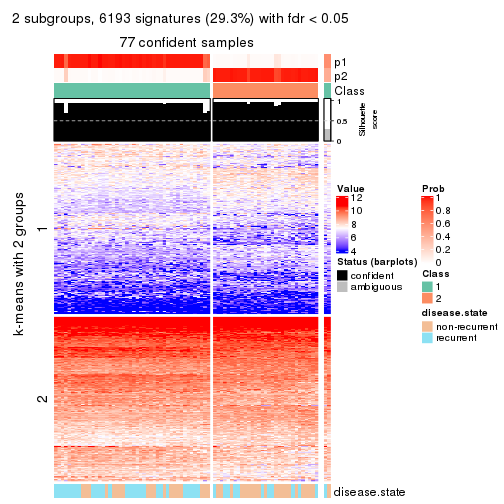 2 subgroups, 6193 signatures (29.3%) with fdr < 0.05
77 confident samples
p1
p2
Class
1
0.5
0
Silhouette
score
k-means with 2 groups
1
2
disease.state
Value
12
10
8
6
4
Status (barplots)
confident
ambiguous
Prob
1
0.8
0.6
0.4
0.2
0
Class
1
2
disease.state
non-recurrent
recurrent